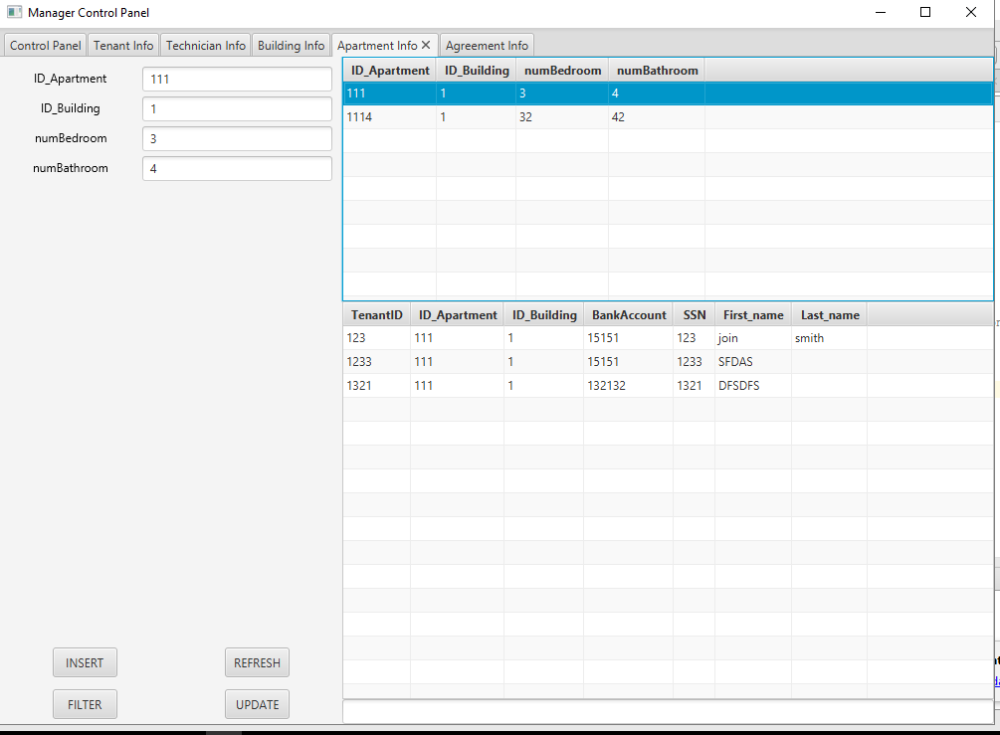 Manager Control Panel
Control Panel Tenant Info Technician Info Building Info Apartment Info Agreement Info
ID_Apartment 111
ID_Building 1
numBedroom 3
numBathroom 4
ID_Apartment ID_Building numBedroom numBathroom
111 1 3 4
1114 1 32 42
TenantID ID_Apartment ID_Building BankAccount SSN First_name Last_name
123 111 1 15151 123 join smith
1233 111 1 15151 1233 SFDAS
1321 111 1 132132 1321 DFSDFS
INSERT REFRESH
FILTER UPDATE